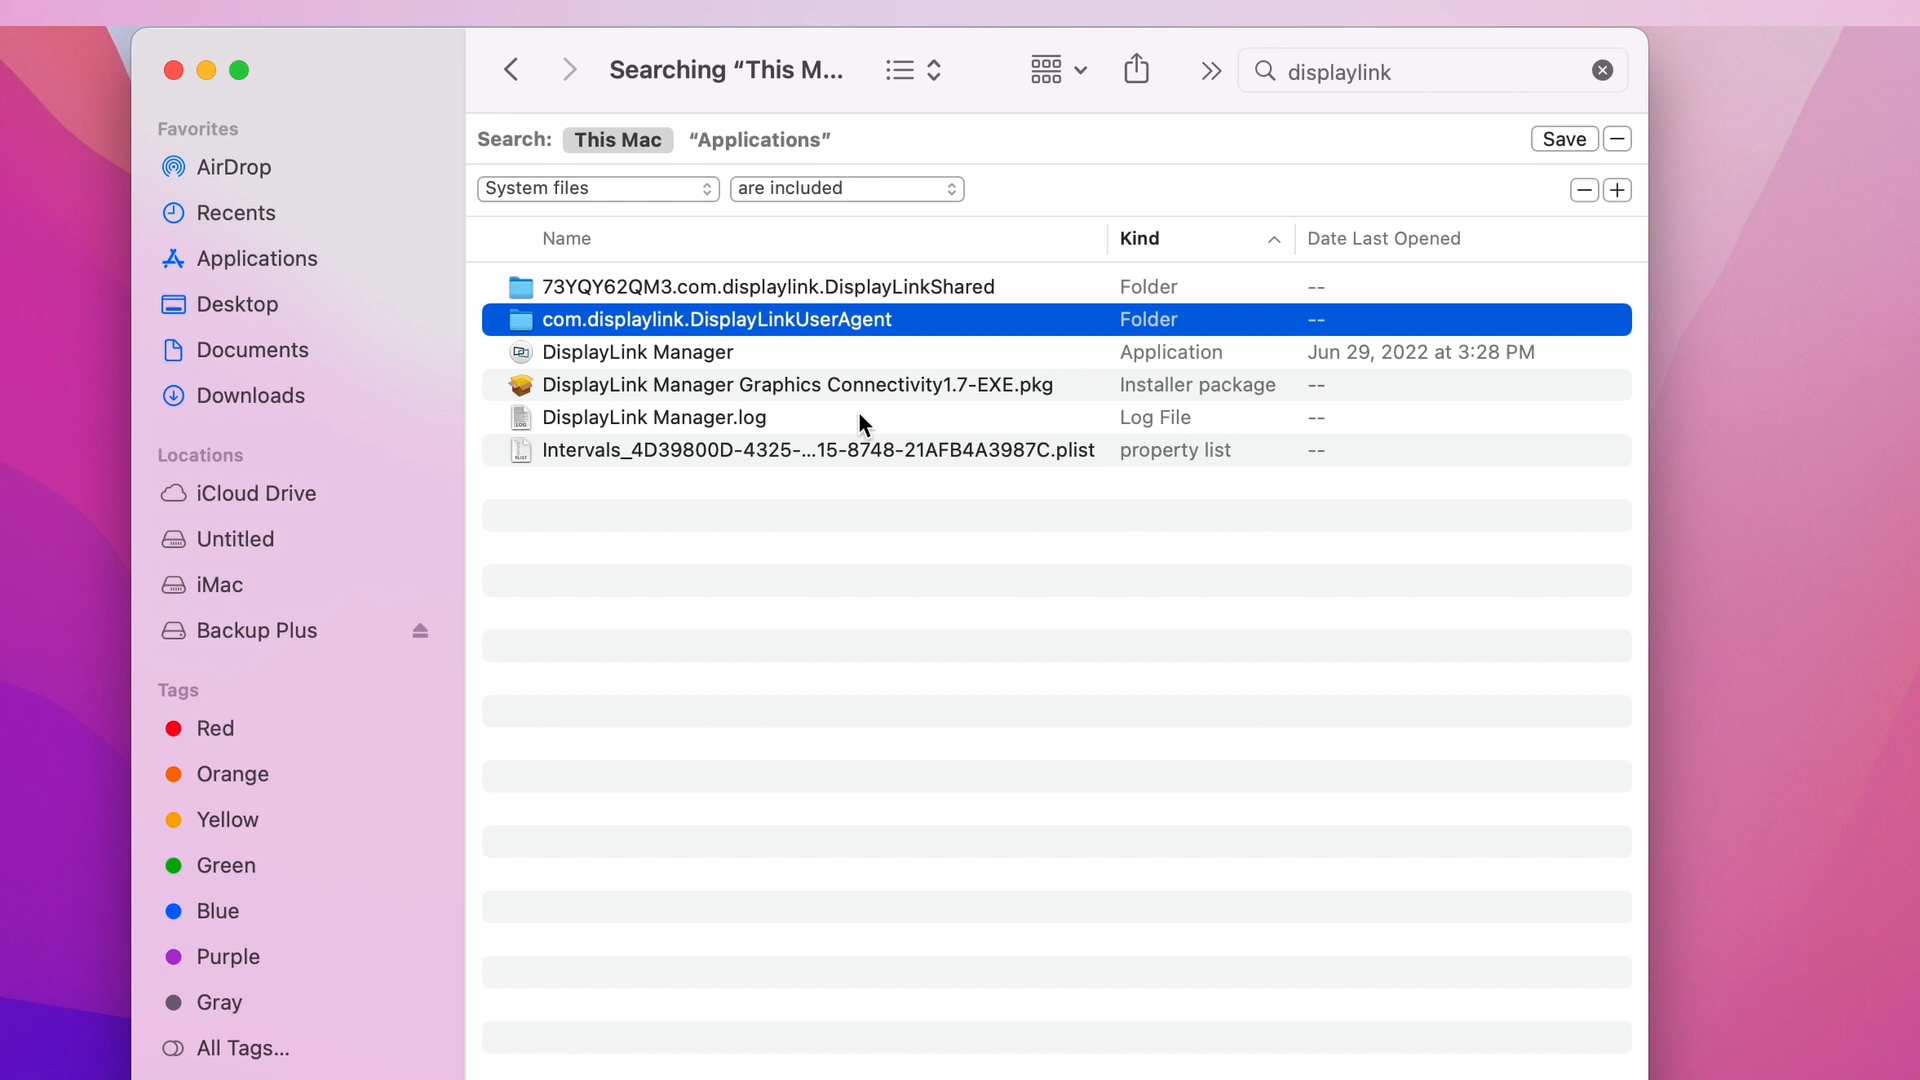 Searching “This M...
displaylink
Search: This Mac “Applications” Save
System files are included
Name Kind Date Last Opened
73YQY62QM3.com.displaylink.DisplayLinkShared Folder --
com.displaylink.DisplayLinkUserAgent Folder --
DisplayLink Manager Application Jun 29, 2022 at 3:28 PM
DisplayLink Manager Graphics Connectivity1.7-EXE.pkg Installer package --
DisplayLink Manager.log Log File --
Intervals_4D39800D-4325-...15-8748-21AFB4A3987C.plist property list --
Favorites
AirDrop
Recents
Applications
Desktop
Documents
Downloads
Locations
iCloud Drive
Untitled
iMac
Backup Plus
Tags
Red
Orange
Yellow
Green
Blue
Purple
Gray
All Tags...